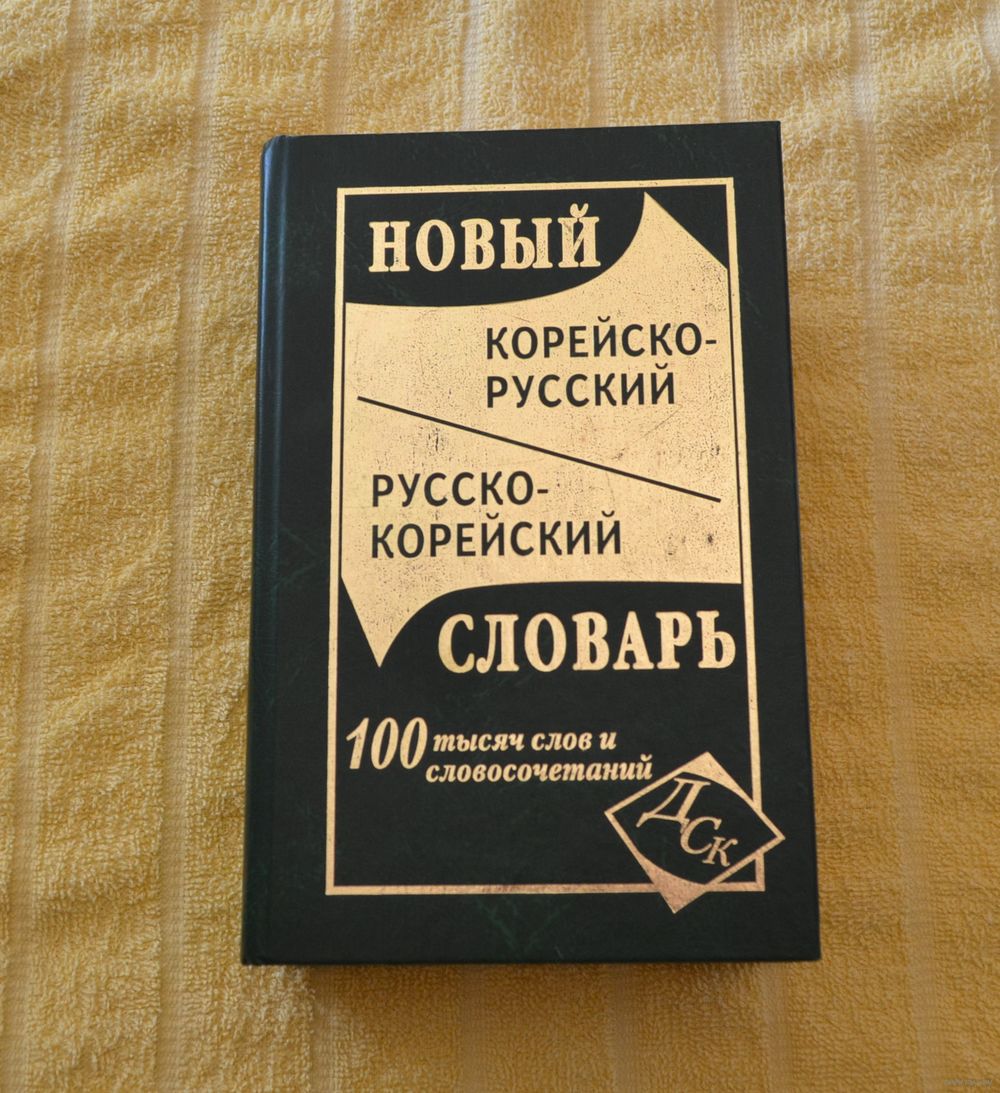 НОВЫЙ
КОРЕЙСКО-
РУССКИЙ
РУССКО-
КОРЕЙСКИЙ
СЛОВАРЬ
100 тысяч слов и
словосочетаний
ДСК